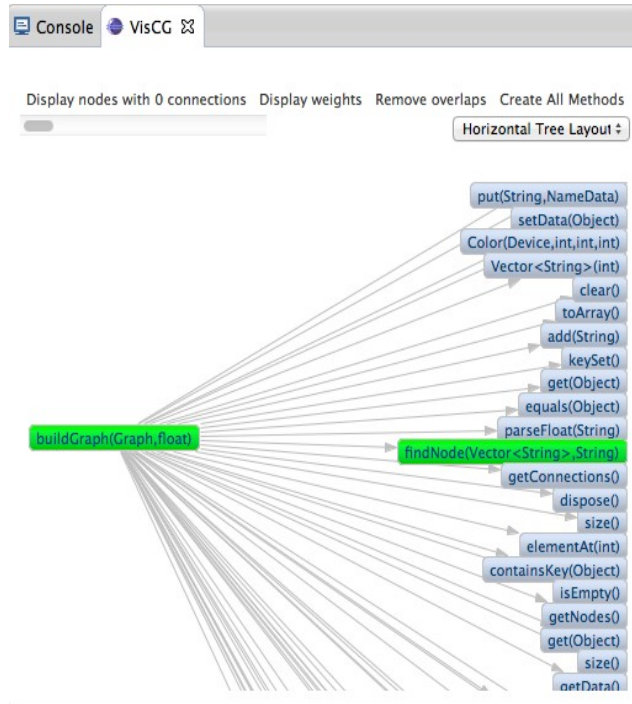 Console VisCG
Display nodes with 0 connections Display weights Remove overlaps Create All Methods
Horizontal Tree Layout
put(String,NameData)
setData(Object)
Color(Device,int,int,int)
Vector<String>(int)
clear()
toArray()
add(String)
keySet()
get(Object)
equals(Object)
parseFloat(String)
buildGraph(Graph,float)
findNode(Vector<String>,String)
getConnections()
dispose()
size()
elementAt(int)
containsKey(Object)
isEmpty()
getNodes()
get(Object)
size()
getData()